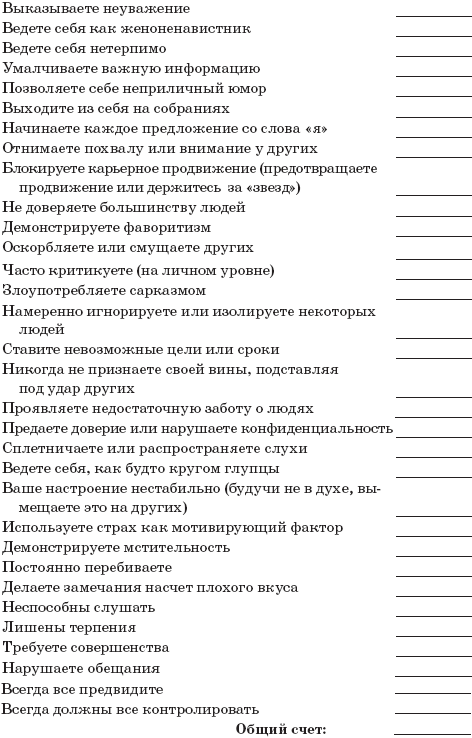 Выказываете неуважение
Ведете себя как женоненавистник
Ведете себя нетерпимо
Умалчиваете важную информацию
Позволяете себе неприличный юмор
Выходите из себя на собраниях
Начинаете каждое предложение со слова «я»
Отнимаете похвалу или внимание у других
Блокируете карьерное продвижение (предотвращаете
продвижение или держитесь за «звезд»)
Не доверяете большинству людей
Демонстрируете фаворитизм
Оскорбляете или смущаете других
Часто критикуете (на личном уровне)
Злоупотребляете сарказмом
Намеренно игнорируете или изолируете некоторых
людей
Ставите невозможные цели или сроки
Никогда не признаете своей вины, подставляя
под удар других
Проявляете недостаточную заботу о людях
Предаете доверие или нарушаете конфиденциальность
Сплетничаете или распространяете слухи
Ведете себя, как будто кругом глупцы
Ваше настроение нестабильно (будучи не в духе, вы-
мещаете это на других)
Используете страх как мотивирующий фактор
Демонстрируете мстительность
Постоянно перебиваете
Делаете замечания насчет плохого вкуса
Неспособны слушать
Лишены терпения
Требуете совершенства
Нарушаете обещания
Всегда все предвидите
Всегда должны все контролировать
Общий счет: